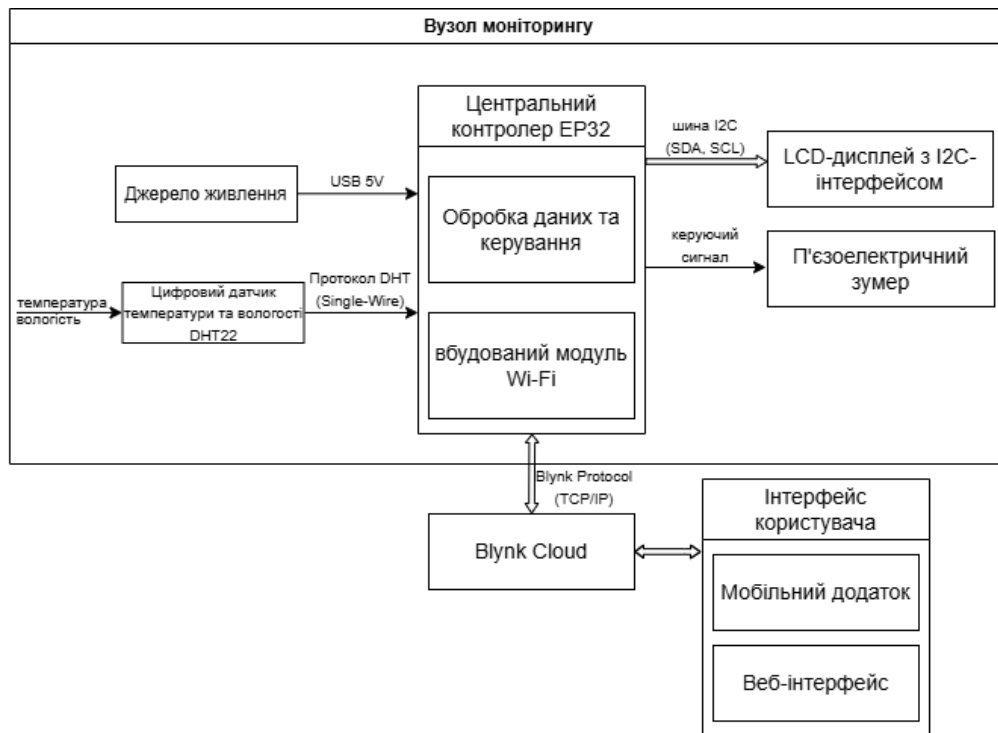 Вузол моніторингу
Центральний
контролер EP32
шина I2C
(SDA, SCL)
LCD-дисплей з I2C-
інтерфейсом
Джерело живлення
USB 5V
Обробка даних та
керування
керуючий
сигнал
П'єзоелектричний
зумер
температура
вологість
Цифровий датчик
температури та вологості
DHT22
Протокол DHT
(Single-Wire)
вбудований модуль
Wi-Fi
Blynk Protocol
(TCP/IP)
Blynk Cloud
Інтерфейс
користувача
Мобільний додаток
Веб-інтерфейс